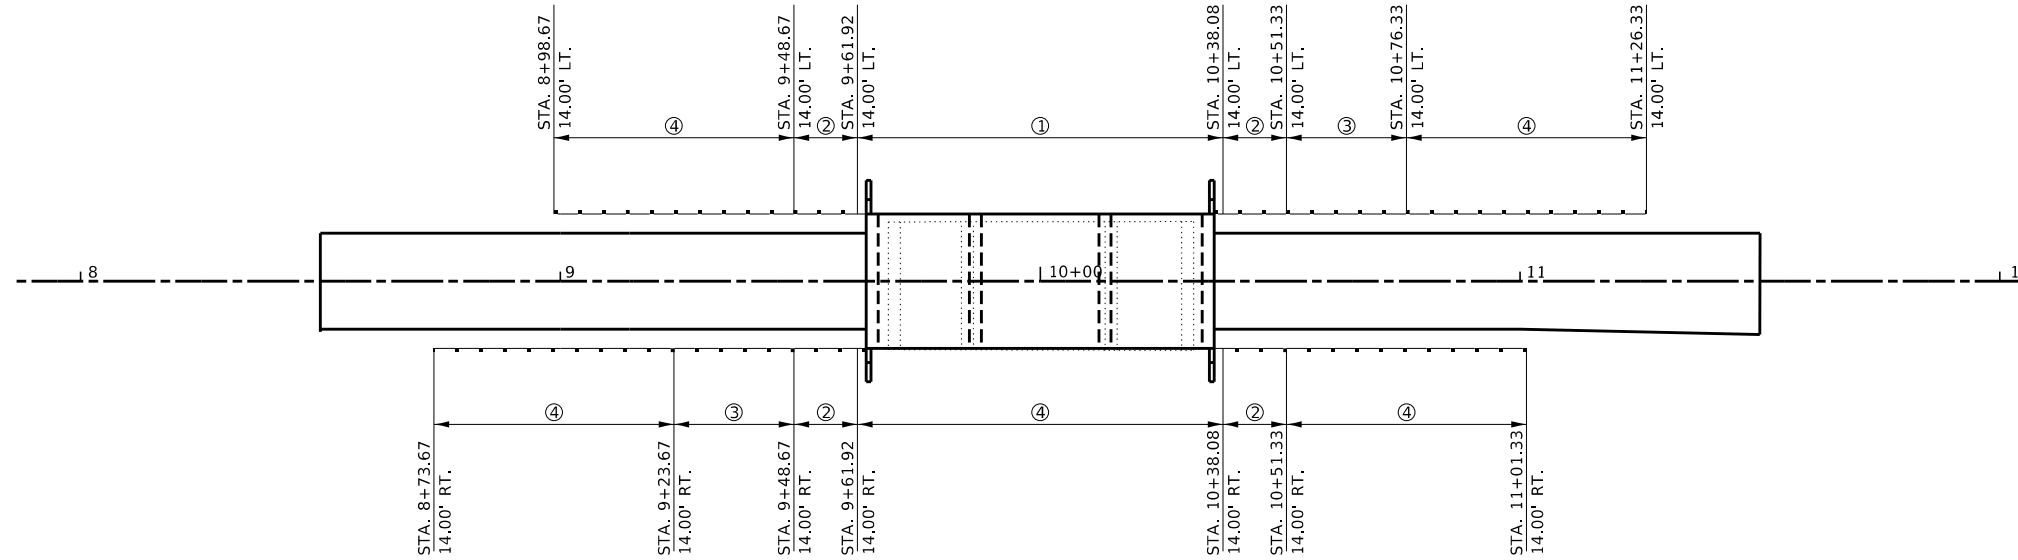 STA. 8+98.67
14.00' LT.
STA. 9+48.67
14.00' LT.
STA. 9+61.92
14.00' LT.
STA. 10+38.08
14.00' LT.
STA. 10+51.33
14.00' LT.
STA. 10+76.33
14.00' LT.
STA. 11+26.33
14.00' LT.
④ ② ① ② ③ ④
8 9 10+00 11 1
④ ③ ② ④ ② ④
STA. 8+73.67
14.00' RT.
STA. 9+23.67
14.00' RT.
STA. 9+48.67
14.00' RT.
STA. 9+61.92
14.00' RT.
STA. 10+38.08
14.00' RT.
STA. 10+51.33
14.00' RT.
STA. 11+01.33
14.00' RT.